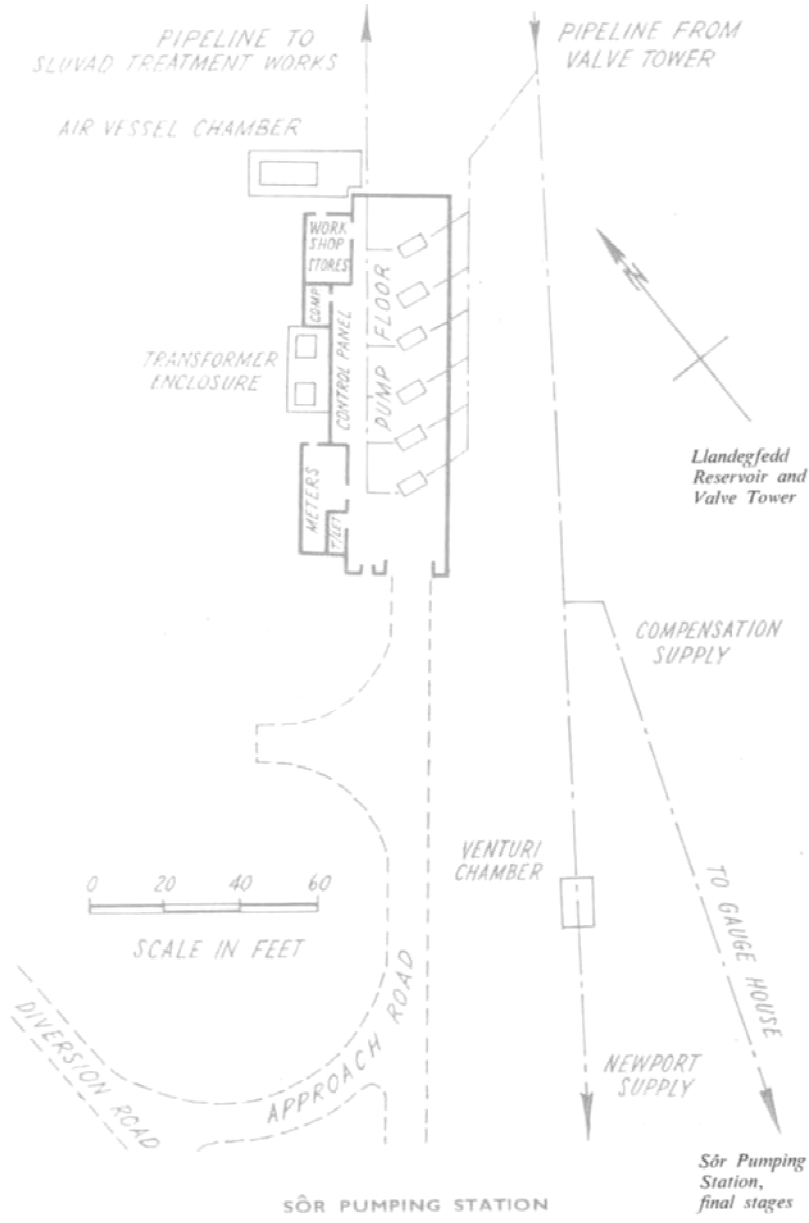 PIPELINE TO
SLUVAD TREATMENT WORKS
PIPELINE FROM
VALVE TOWER
AIR VESSEL CHAMBER
WORK
SHOP
STORES
COMP
CONTROL PANEL
PUMP FLOOR
TRANSFORMER
ENCLOSURE
METERS
T/LET
N
Llandegfedd
Reservoir and
Valve Tower
COMPENSATION
SUPPLY
VENTURI
CHAMBER
0 20 40 60
SCALE IN FEET
TO GAUGE HOUSE
DIVERSION ROAD
APPROACH ROAD
NEWPORT
SUPPLY
Sôr Pumping
Station,
final stages
SÔR PUMPING STATION